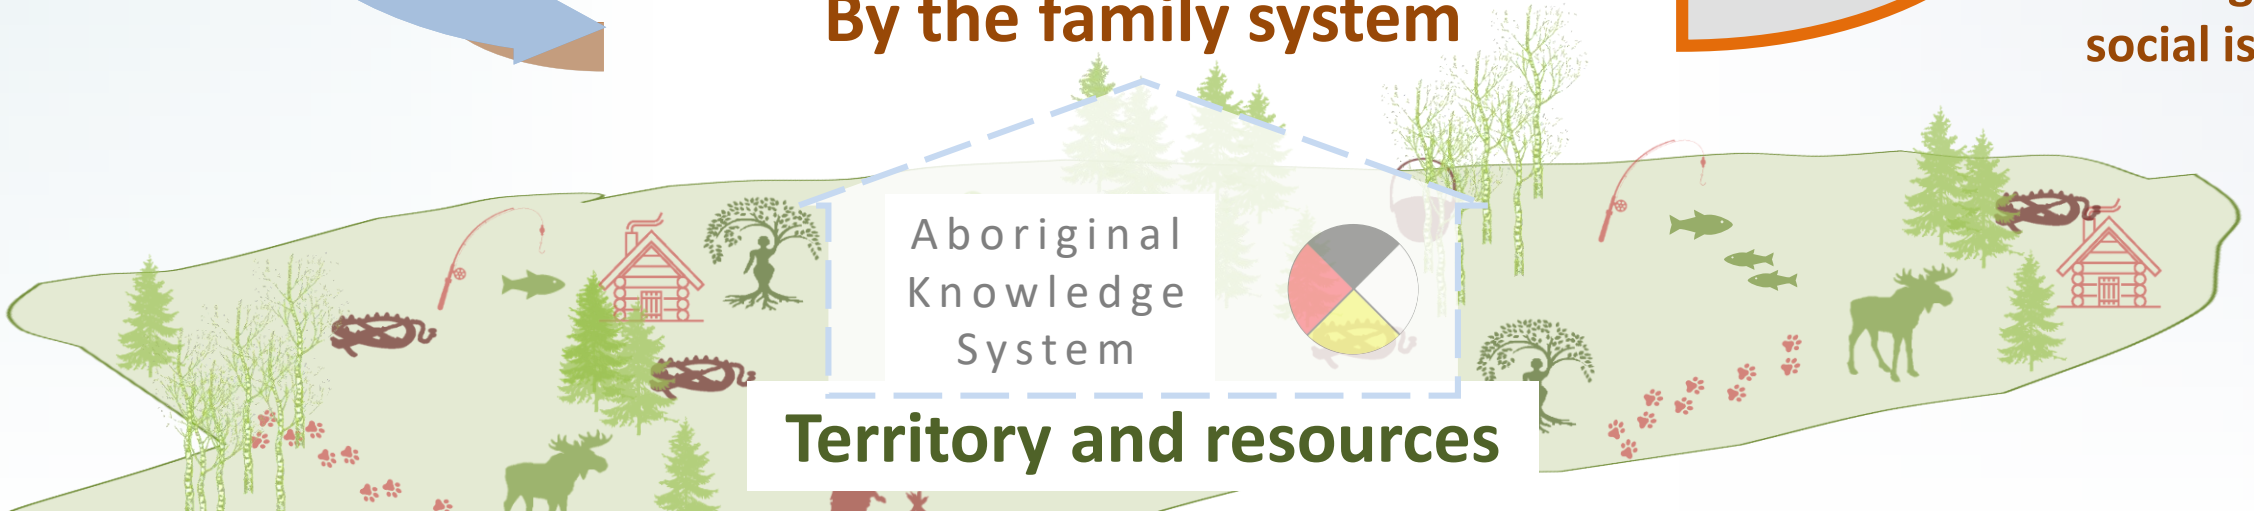 By the family system
social is
Aboriginal
Knowledge
System
Territory and resources